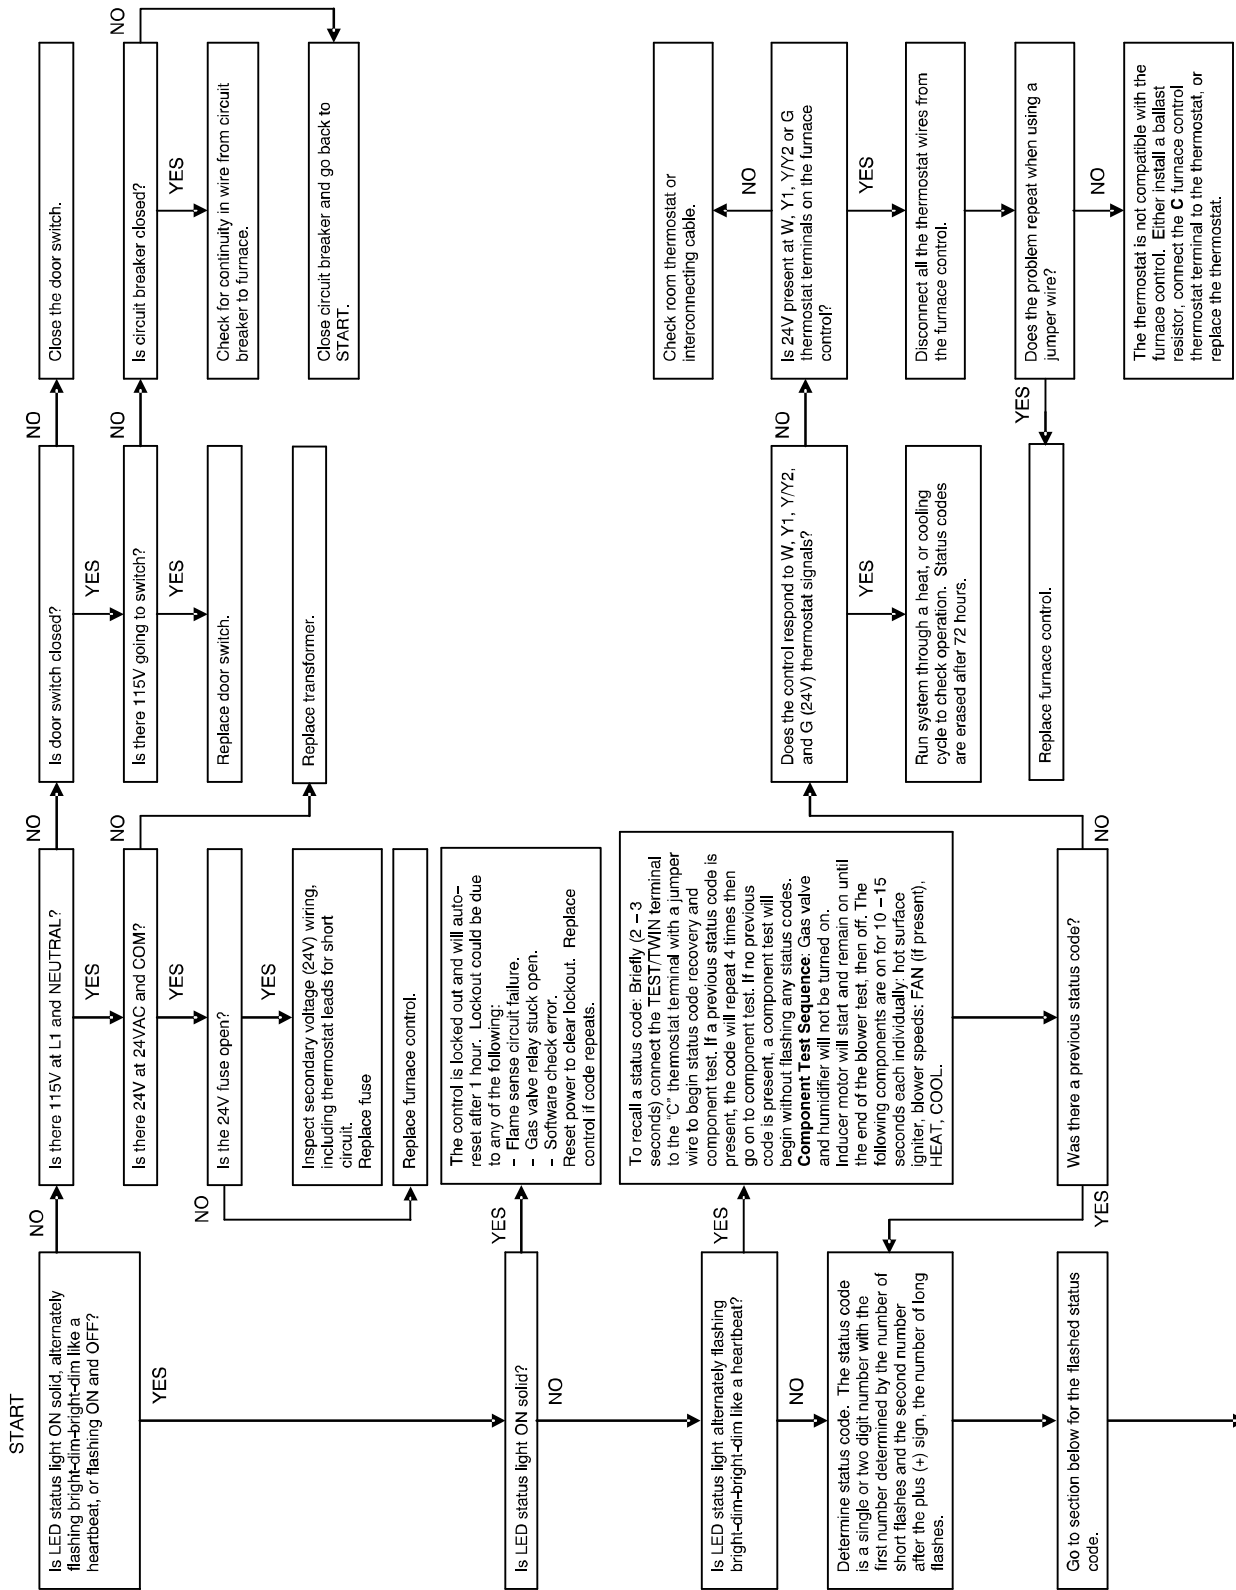 START
Is LED status light ON solid, alternately
flashing bright-dim-bright-dim like a
heartbeat, or flashing ON and OFF?
NO
YES
Is there 115V at L1 and NEUTRAL?
NO
YES
Is door switch closed?
NO
YES
Close the door switch.
Is there 24V at 24VAC and COM?
NO
YES
Is there 115V going to switch?
NO
YES
Is circuit breaker closed?
NO
YES
Is the 24V fuse open?
NO
YES
Replace door switch.
Check for continuity in wire from circuit
breaker to furnace.
Inspect secondary voltage (24V) wiring,
including thermostat leads for short
circuit.
Replace fuse
Replace transformer.
Close circuit breaker and go back to
START.
Replace furnace control.
Is LED status light ON solid?
YES
NO
The control is locked out and will auto–
reset after 1 hour. Lockout could be due
to any of the following:
– Flame sense circuit failure.
– Gas valve relay stuck open.
– Software check error.
Reset power to clear lockout. Replace
control if code repeats.
Is LED status light alternately flashing
bright-dim-bright-dim like a heartbeat?
YES
NO
To recall a status code: Briefly (2 – 3
seconds) connect the TEST/TWIN terminal
to the “C” thermostat terminal with a jumper
wire to begin status code recovery and
component test. If a previous status code is
present, the code will repeat 4 times then
go on to component test. If no previous
code is present, a component test will
begin without flashing any status codes.
Component Test Sequence: Gas valve
and humidifier will not be turned on.
Inducer motor will start and remain on until
the end of the blower test, then off. The
following components are on for 10 – 15
seconds each individually: hot surface
igniter, blower speeds: FAN (if present),
HEAT, COOL.
Determine status code. The status code
is a single or two digit number with the
first number determined by the number of
short flashes and the second number
after the plus (+) sign, the number of long
flashes.
Was there a previous status code?
YES
NO
Go to section below for the flashed status
code.
Does the control respond to W, Y1, Y/Y2,
and G (24V) thermostat signals?
NO
YES
Run system through a heat, or cooling
cycle to check operation. Status codes
are erased after 72 hours.
Check room thermostat or
interconnecting cable.
NO
Is 24V present at W, Y1, Y/Y2 or G
thermostat terminals on the furnace
control?
YES
Disconnect all the thermostat wires from
the furnace control.
Does the problem repeat when using a
jumper wire?
YES
NO
Replace furnace control.
The thermostat is not compatible with the
furnace control. Either install a ballast
resistor, connect the C furnace control
thermostat terminal to the thermostat, or
replace the thermostat.